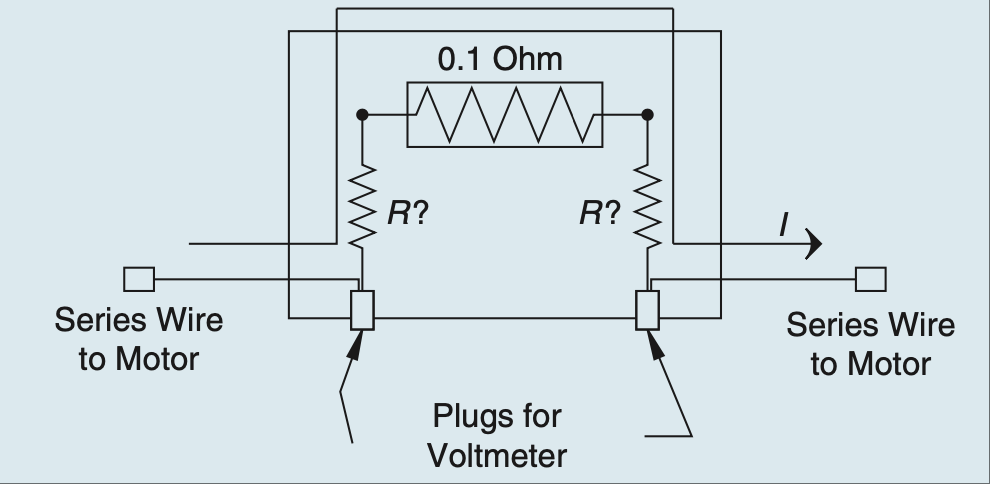 0.1 Ohm
R?
R?
I
Series Wire
to Motor
Series Wire
to Motor
Plugs for
Voltmeter